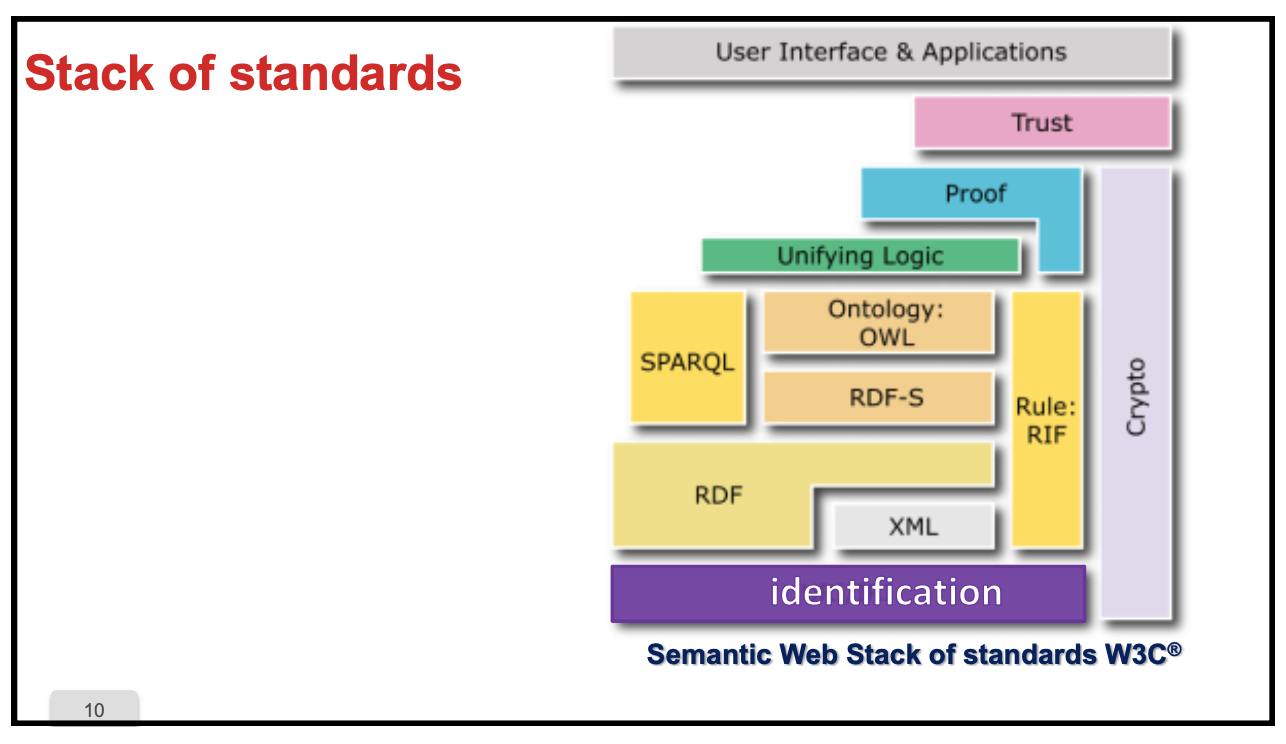 Stack of standards
User Interface & Applications
Trust
Proof
Unifying Logic
Ontology:
OWL
SPARQL
RDF-S
Rule:
RIF
Crypto
RDF
XML
identification
Semantic Web Stack of standards W3C®
10